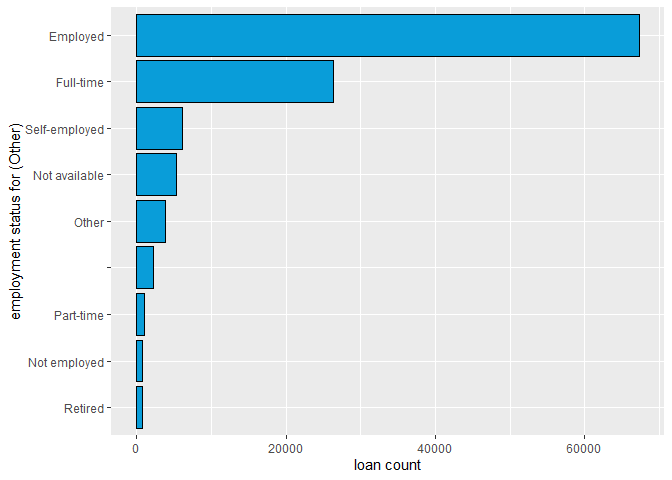 Employed
Full-time
Self-employed
Not available
Other
Part-time
Not employed
Retired
employment status for (Other)
0 20000 40000 60000
loan count